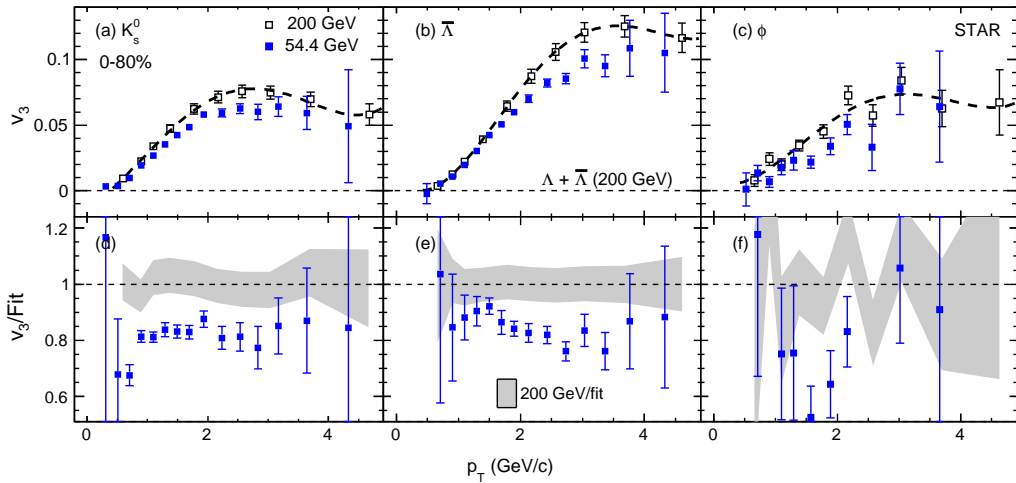 (a) K⁰ₛ
200 GeV
54.4 GeV
0-80%
(b) Λ̅
Λ + Λ̅ (200 GeV)
(c) ϕ
STAR
v₃
0.1
0.05
0
(d)
(e)
(f)
200 GeV/fit
v₃/Fit
1.2
1
0.8
0.6
0 2 4 0 2 4 0 2 4
p_T (GeV/c)